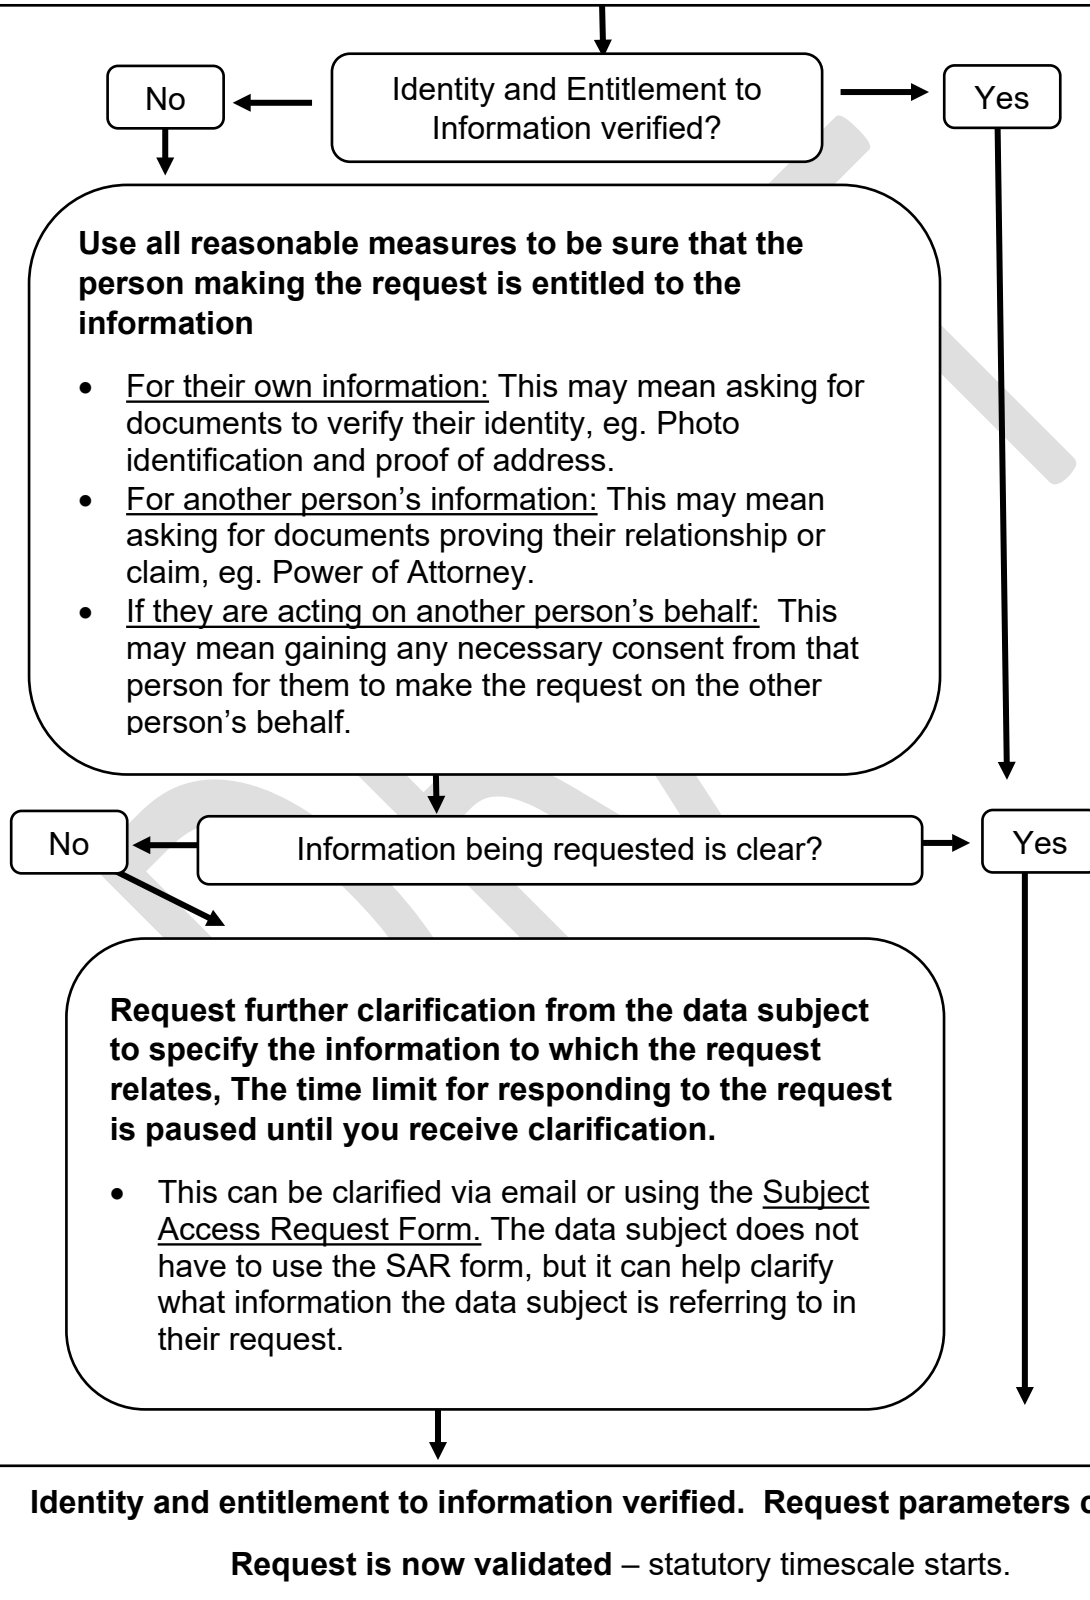 Identity and Entitlement to
Information verified?
No
Yes
Use all reasonable measures to be sure that the
person making the request is entitled to the
information
• For their own information: This may mean asking for
documents to verify their identity, eg. Photo
identification and proof of address.
• For another person’s information: This may mean
asking for documents proving their relationship or
claim, eg. Power of Attorney.
• If they are acting on another person’s behalf:  This
may mean gaining any necessary consent from that
person for them to make the request on the other
person’s behalf.
No
Information being requested is clear?
Yes
Request further clarification from the data subject
to specify the information to which the request
relates, The time limit for responding to the request
is paused until you receive clarification.
• This can be clarified via email or using the Subject
Access Request Form. The data subject does not
have to use the SAR form, but it can help clarify
what information the data subject is referring to in
their request.
Identity and entitlement to information verified.  Request parameters
Request is now validated – statutory timescale starts.